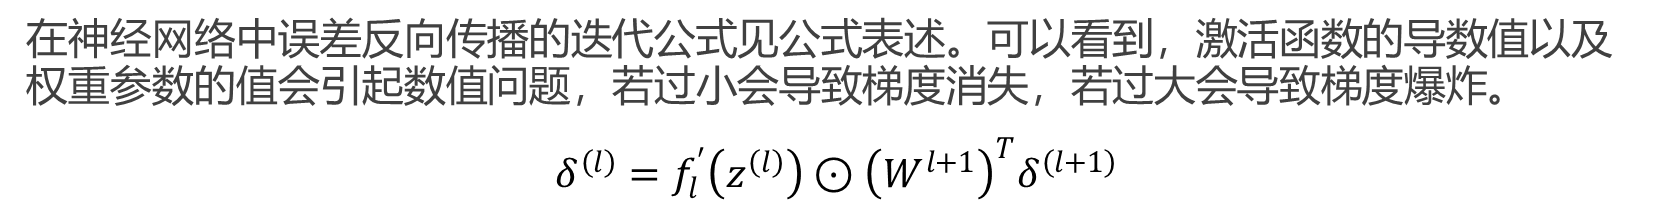 在神经网络中误差反向传播的迭代公式见公式表述。可以看到，激活函数的导数值以及
权重参数的值会引起数值问题，若过小会导致梯度消失，若过大会导致梯度爆炸。
δ⁽ˡ⁾ = fₗ′(z⁽ˡ⁾) ⊙ (Wˡ⁺¹)ᵀ δ⁽ˡ⁺¹⁾